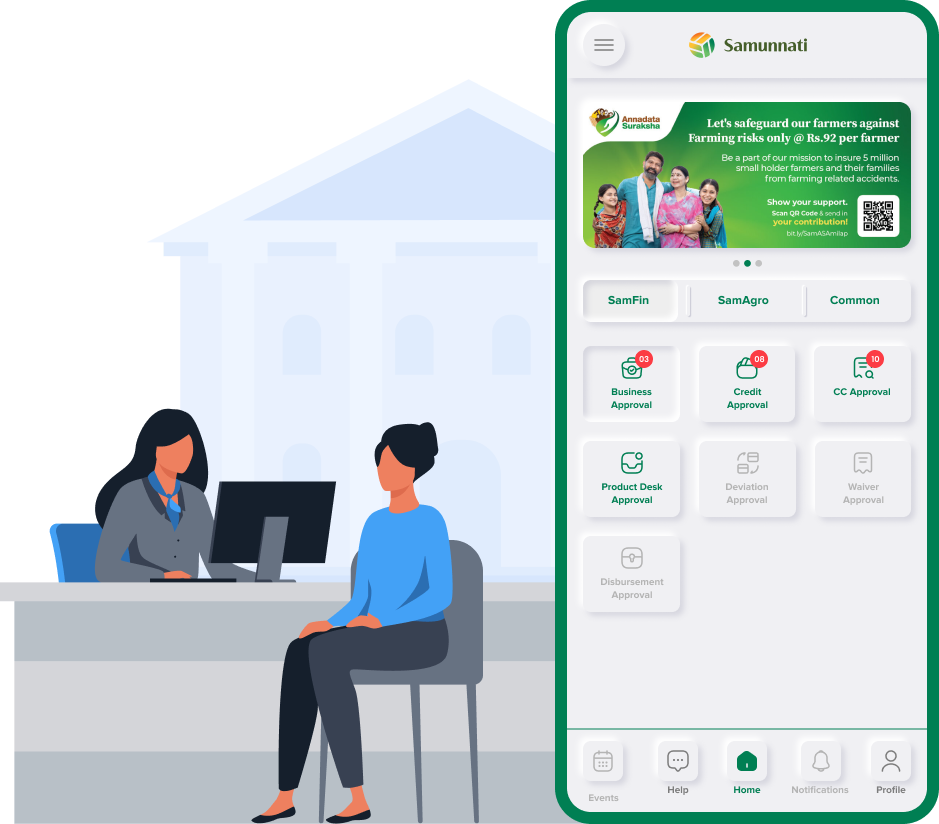 Samunnati
Annadata
Suraksha
Let's safeguard our farmers against
Farming risks only @ Rs.92 per farmer
Be a part of our mission to insure 5 million
small holder farmers and their families
from farming related accidents.
Show your support.
Scan QR Code & send in
your contribution!
bit.ly/SamASAmilap
SamFin
SamAgro
Common
03
08
10
Business
Approval
Credit
Approval
CC Approval
Product Desk
Approval
Deviation
Approval
Waiver
Approval
Disbursement
Approval
Events
Help
Home
Notifications
Profile